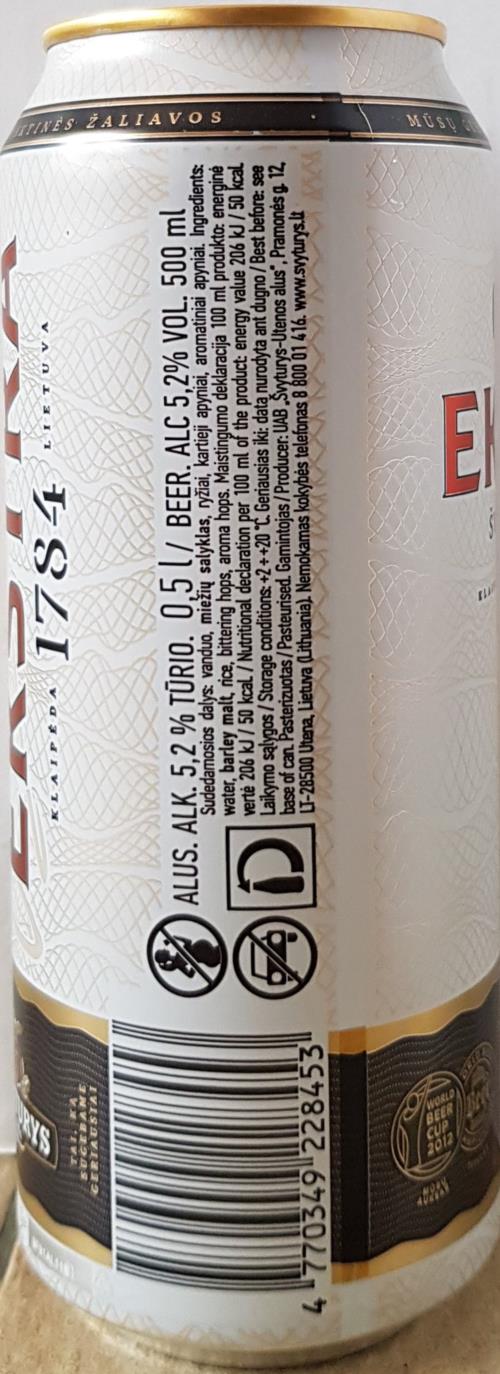 ŽALIAVOS
MŪSŲ
1784
KLAIPĖDA LIETUVA
ALUS. ALK. 5,2 % TŪRIO. 0,5 l / BEER. ALC 5,2% VOL. 500 ml
Sudedamosios dalys: vanduo, miežių salyklas, ryžiai, kartieji apyniai, aromatiniai apyniai. Ingredients:
water, barley malt, rice, bittering hops, aroma hops. Maistingumo deklaracija 100 ml produkto: energinė
vertė 206 kJ / 50 kcal. / Nutritional declaration per 100 ml of the product: energy value 206 kJ / 50 kcal.
Laikymo sąlygos / Storage conditions: +2 ÷ +20 °C. Geriausias iki: data nurodyta ant dugno / Best before: see
base of can. Pasterizuotas / Pasteurised. Gamintojas / Producer: UAB „Švyturys-Utenos alus", Pramonės g. 12,
LT-28500 Utena, Lietuva (Lithuania). Nemokamas kokybės telefonas 8 800 01 416. www.svyturys.lt
4 770349 228453
WORLD
BEER
CUP
2012